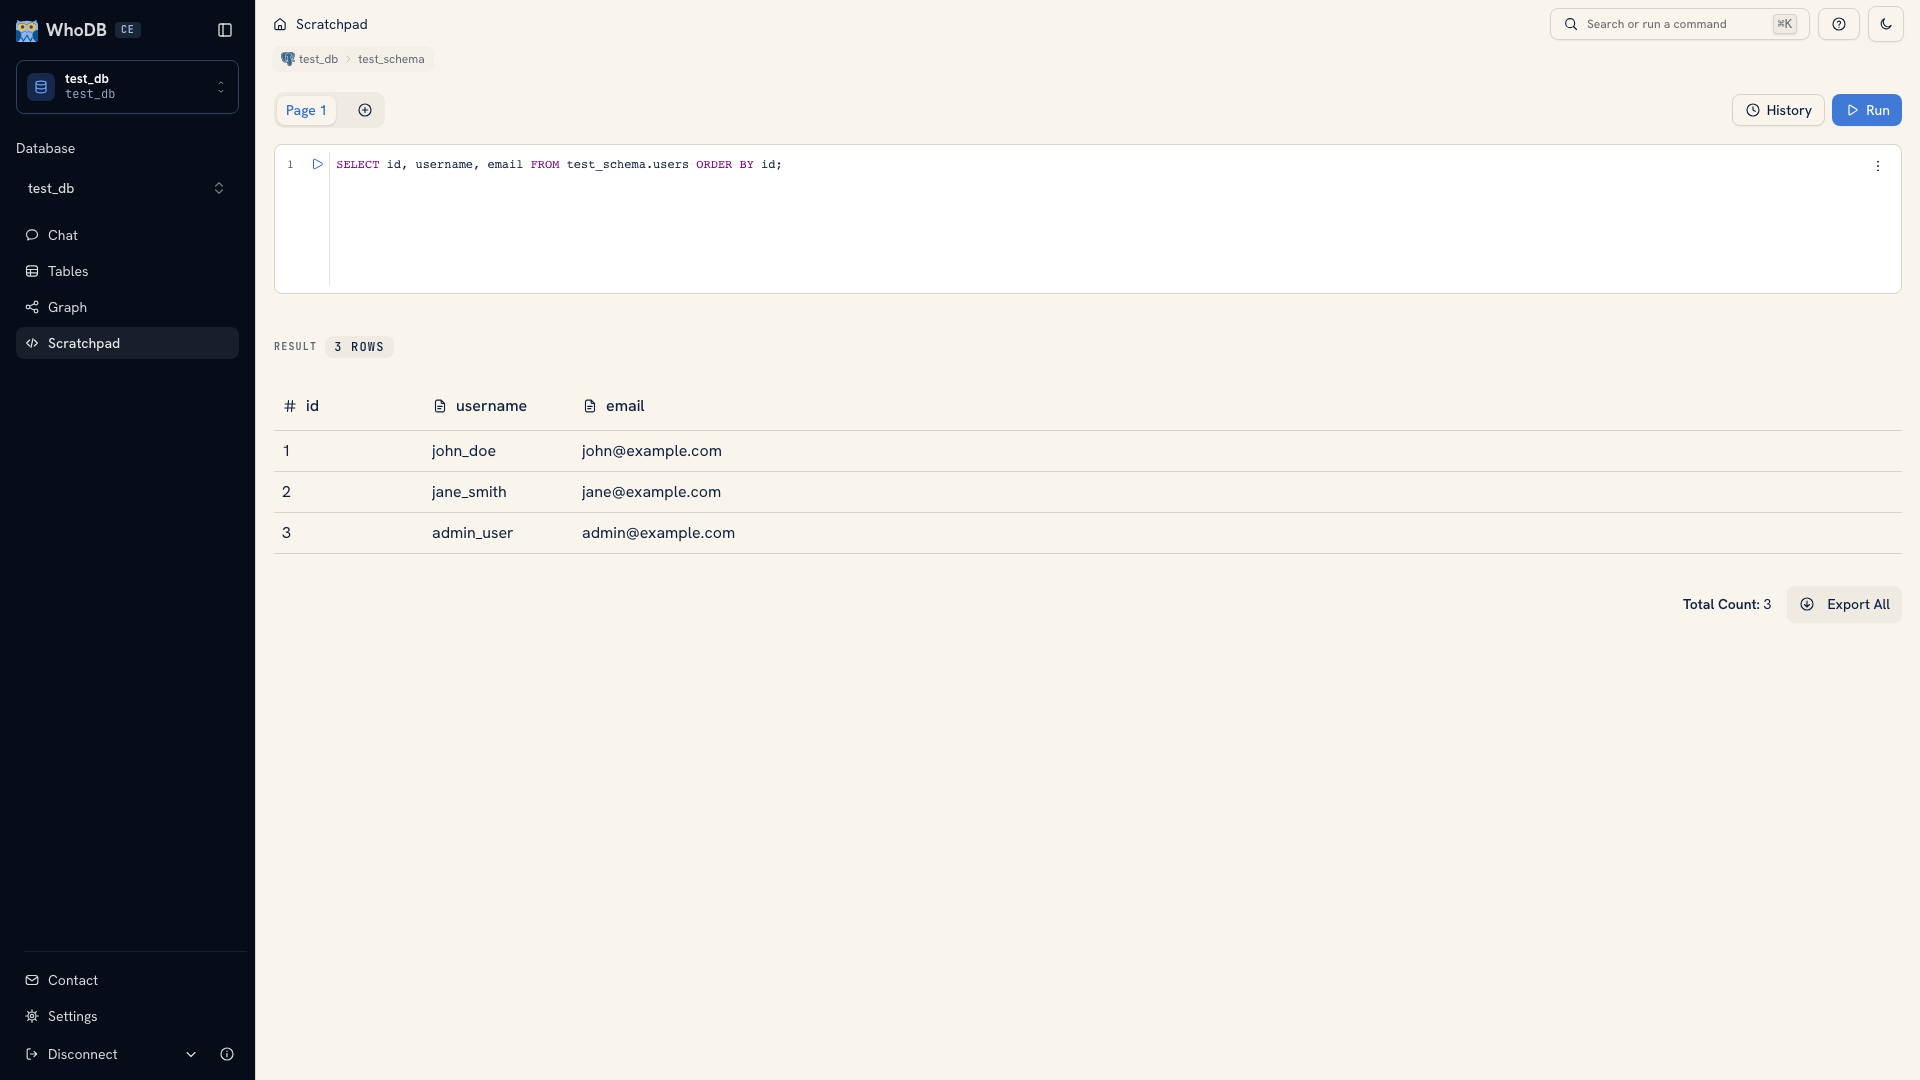 WhoDB CE
test_db
test_db
Database
test_db
Chat
Tables
Graph
Scratchpad
Contact
Settings
Disconnect
Scratchpad
Search or run a command ⌘K
test_db > test_schema
Page 1
History
Run
1 SELECT id, username, email FROM test_schema.users ORDER BY id;
RESULT 3 ROWS
# id username email
1 john_doe john@example.com
2 jane_smith jane@example.com
3 admin_user admin@example.com
Total Count: 3 Export All